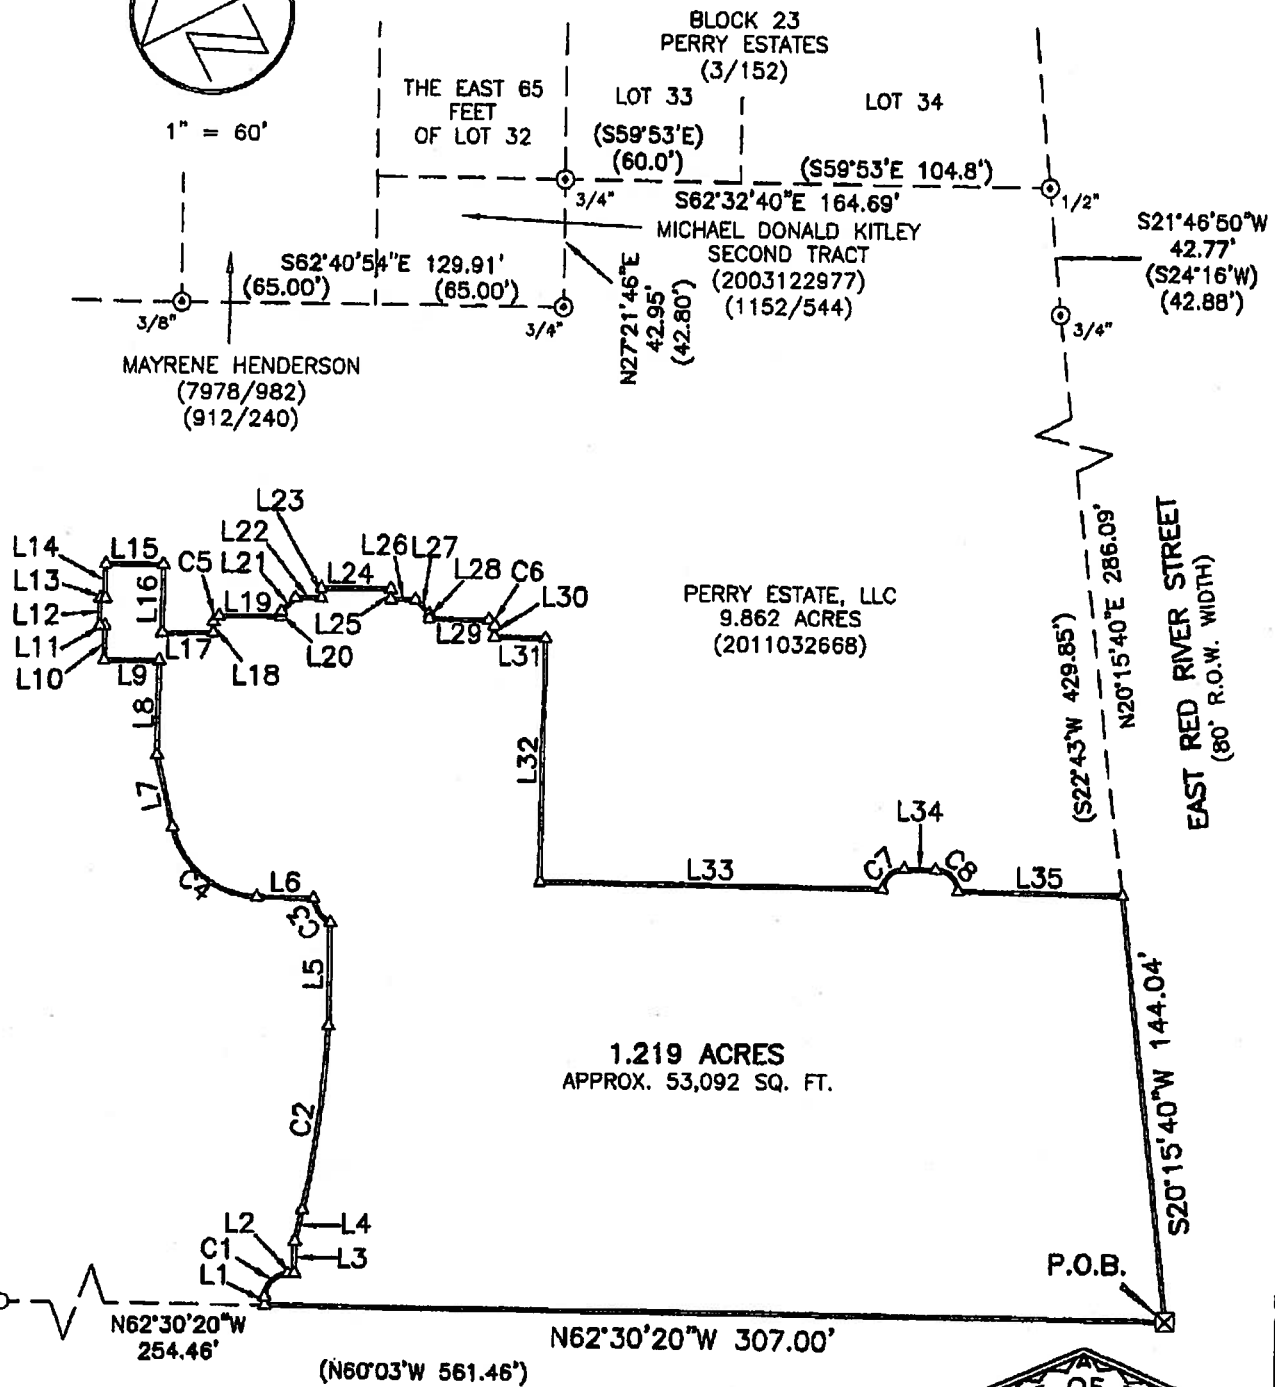 BLOCK 23
PERRY ESTATES
(3/152)
THE EAST 65
FEET
OF LOT 32
LOT 33
LOT 34
1" = 60'
(S59°53'E)
(60.0')
(S59°53'E 104.8')
3/4"
S62°32'40"E 164.69'
1/2"
MICHAEL DONALD KITLEY
SECOND TRACT
(2003122977)
(1152/544)
S21°46'50"W
42.77'
(S24°16'W)
(42.88')
S62°40'54"E 129.91'
(65.00')
(65.00')
3/8"
3/4"
3/4"
N27°21'46"E
42.95'
(42.80')
MAYRENE HENDERSON
(7978/982)
(912/240)
L23
L22
L21
L14
L15
C5
L24
L26
L27
L28
C6
L13
L16
L19
L30
L12
L25
L29
L11
L17
L20
L31
L10
L9
L18
PERRY ESTATE, LLC
9.862 ACRES
(2011032668)
(S22°43'W 429.85')
N20°15'40"E 286.09'
EAST RED RIVER STREET
(80' R.O.W. WIDTH)
L8
L32
L7
L34
C4
L6
C3
L33
C7
C8
L35
L5
1.219 ACRES
APPROX. 53,092 SQ. FT.
S20°15'40"W 144.04'
C2
L2
L4
C1
L3
L1
P.O.B.
N62°30'20"W
254.46'
N62°30'20"W 307.00'
(N60°03'W 561.46')
OF